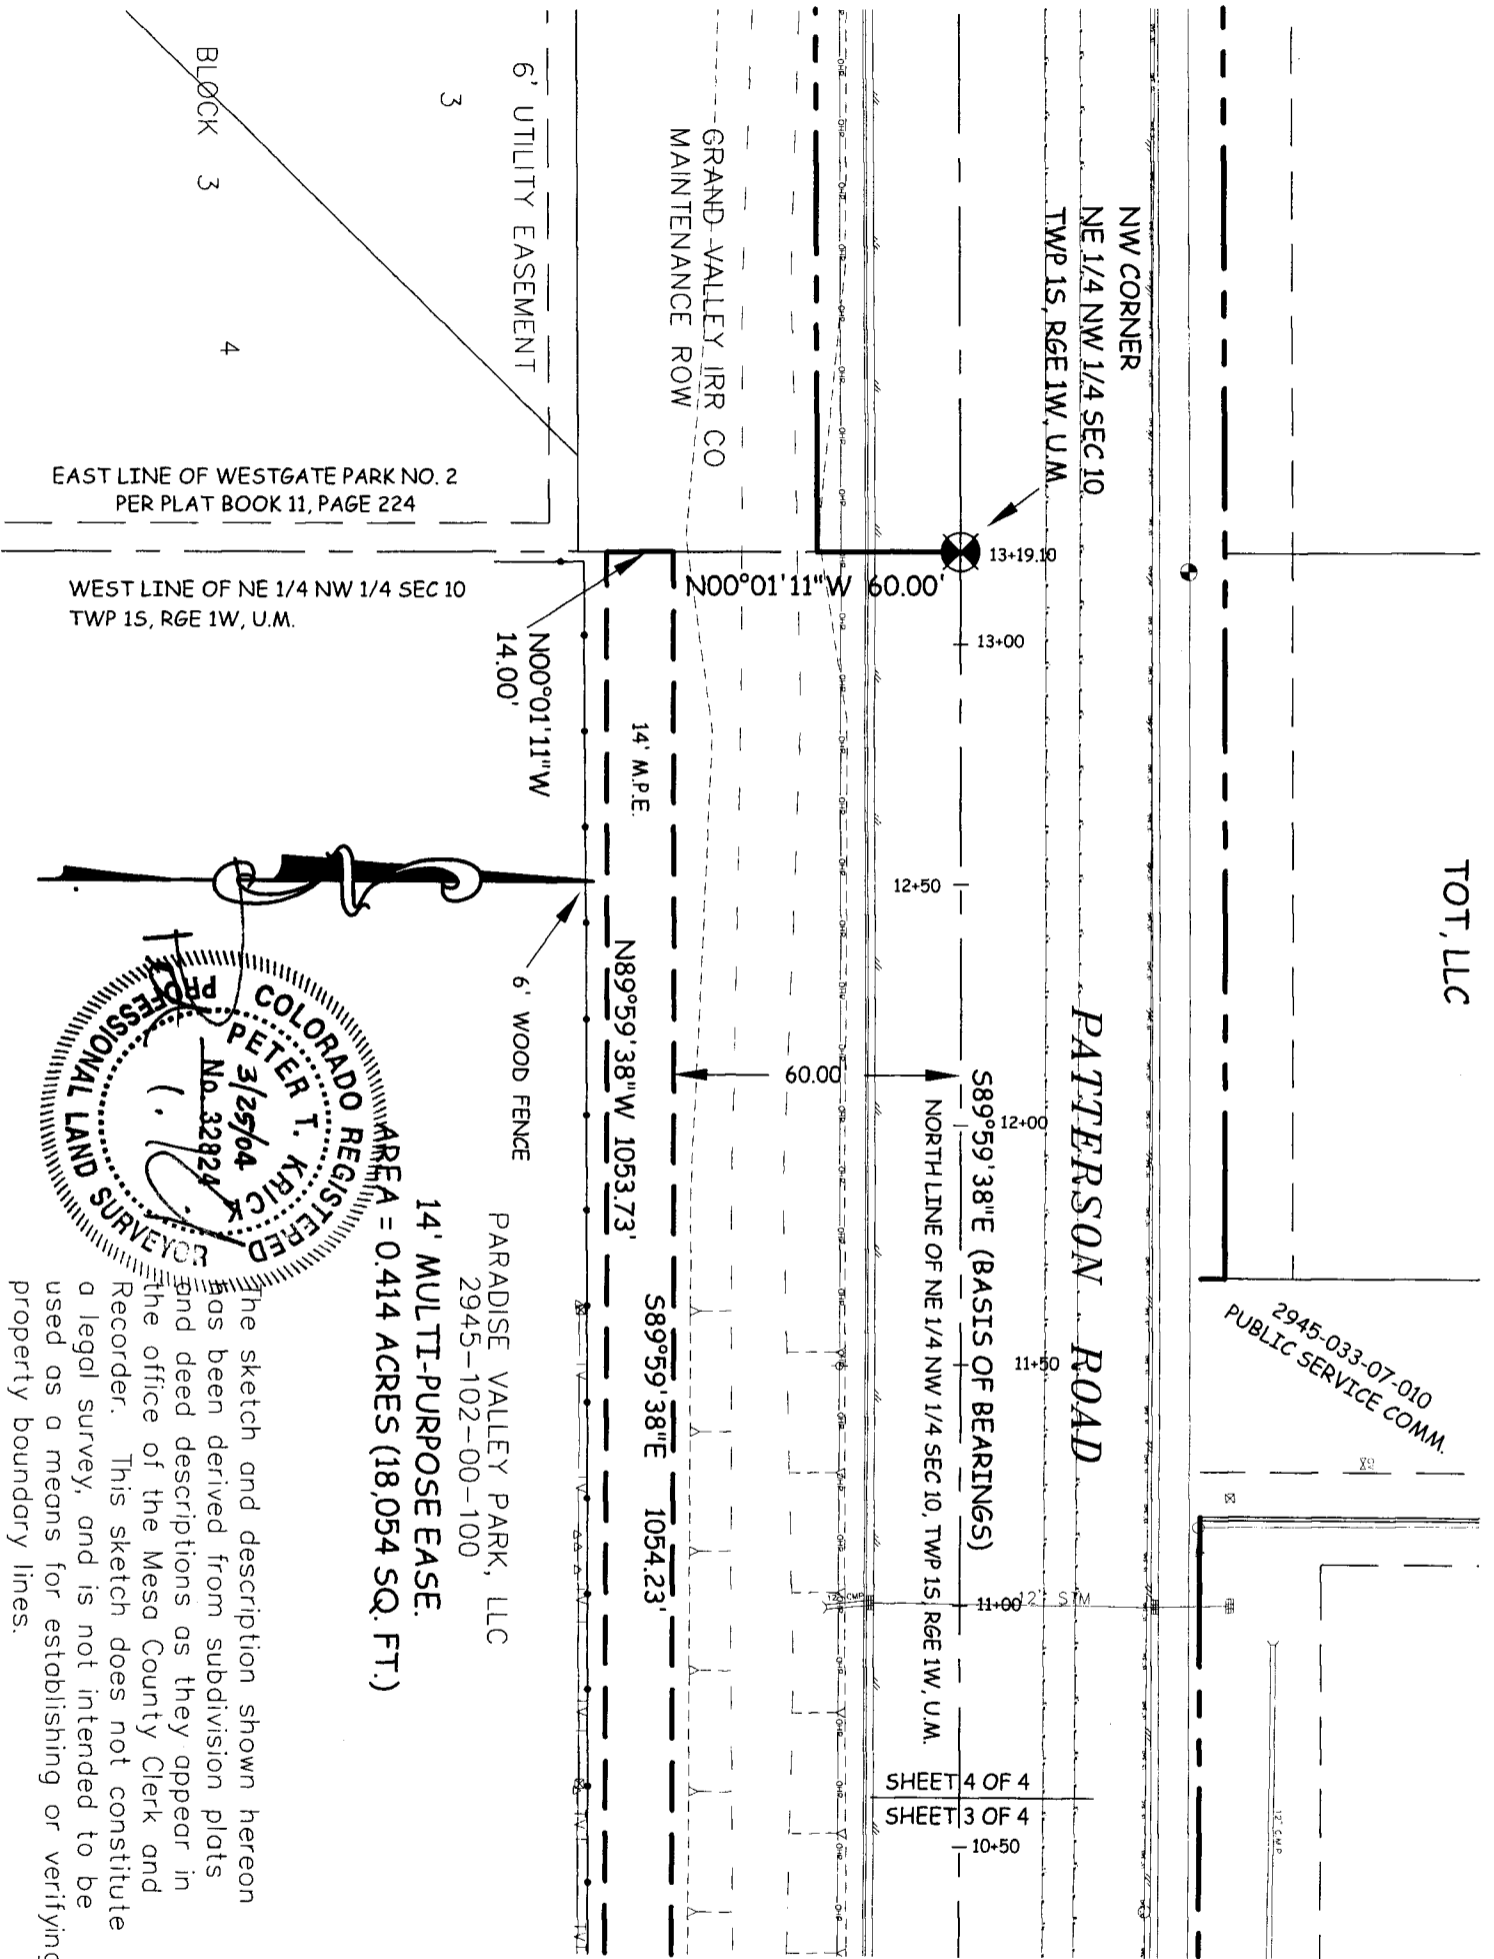 TOT, LLC
2945-033-07-010
PUBLIC SERVICE COMM.
NW CORNER
NE 1/4 NW 1/4 SEC 10
TWP 1S, RGE 1W, U.M.
PATTERSON ROAD
13+19.10
13+00
12+50
12+00
11+50
11+00
10+50
12" STM
12" C.M.P.
S89°59'38"E (BASIS OF BEARINGS)
NORTH LINE OF NE 1/4 NW 1/4 SEC 10, TWP 1S, RGE 1W, U.M.
SHEET 4 OF 4
SHEET 3 OF 4
N00°01'11"W 60.00'
60.00
GRAND VALLEY IRR CO
MAINTENANCE ROW
6' UTILITY EASEMENT
3
BLOCK 3
4
EAST LINE OF WESTGATE PARK NO. 2
PER PLAT BOOK 11, PAGE 224
WEST LINE OF NE 1/4 NW 1/4 SEC 10
TWP 1S, RGE 1W, U.M.
N00°01'11"W
14.00'
14' M.P.E.
S89°59'38"E 1054.23'
N89°59'38"W 1053.73'
6' WOOD FENCE
PARADISE VALLEY PARK, LLC
2945-102-00-100
14' MULTI-PURPOSE EASE.
AREA = 0.414 ACRES (18,054 SQ. FT.)
COLORADO REGISTERED
PETER T. KRICK
3/25/04
No. 32824
PROFESSIONAL LAND SURVEYOR
The sketch and description shown hereon
has been derived from subdivision plats
and deed descriptions as they appear in
the office of the Mesa County Clerk and
Recorder. This sketch does not constitute
a legal survey, and is not intended to be
used as a means for establishing or verifying
property boundary lines.